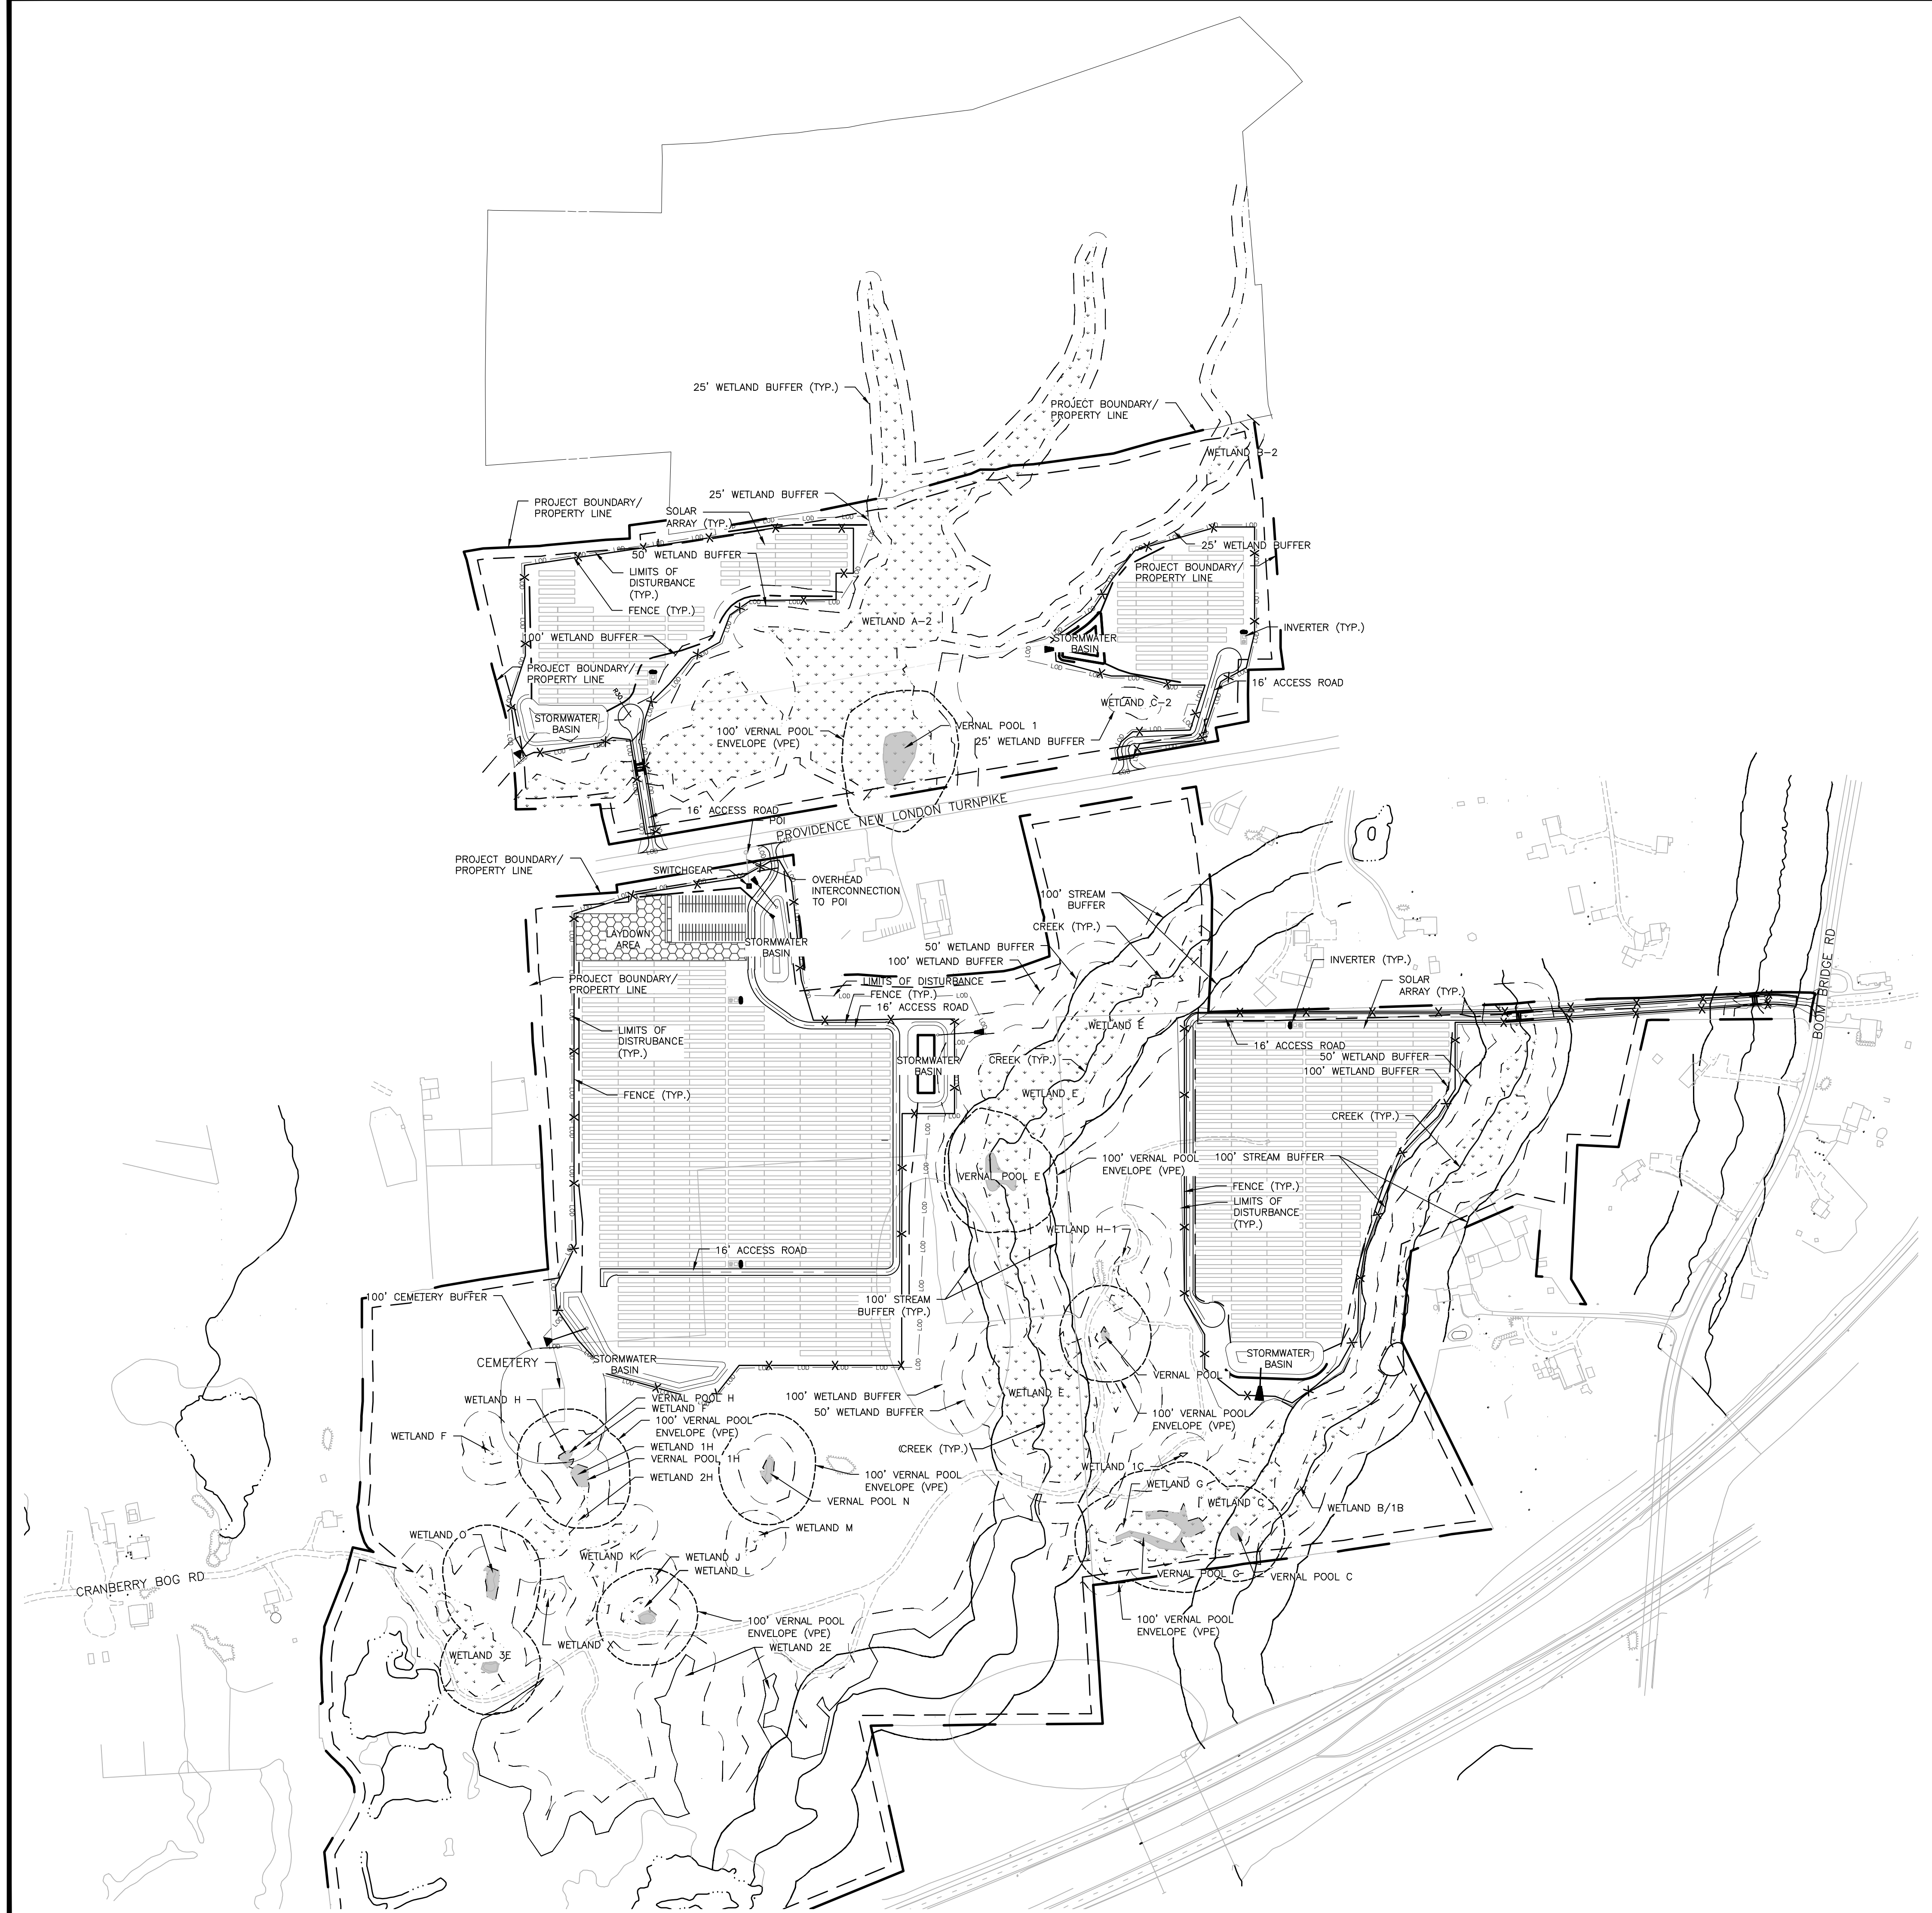 25' WETLAND BUFFER (TYP.)
PROJECT BOUNDARY/
PROPERTY LINE
WETLAND B-2
PROJECT BOUNDARY/
PROPERTY LINE
25' WETLAND BUFFER
SOLAR
ARRAY (TYP.)
50' WETLAND BUFFER
LIMITS OF
DISTURBANCE
(TYP.)
FENCE (TYP.)
100' WETLAND BUFFER
PROJECT BOUNDARY/
PROPERTY LINE
R50'
STORMWATER
BASIN
WETLAND A-2
25' WETLAND BUFFER
PROJECT BOUNDARY/
PROPERTY LINE
STORMWATER
BASIN
INVERTER (TYP.)
16' ACCESS ROAD
WETLAND C-2
25' WETLAND BUFFER
100' VERNAL POOL
ENVELOPE (VPE)
VERNAL POOL 1
16' ACCESS ROAD
POI
PROVIDENCE NEW LONDON TURNPIKE
PROJECT BOUNDARY/
PROPERTY LINE
SWITCHGEAR
OVERHEAD
INTERCONNECTION
TO POI
LAYDOWN
AREA
STORMWATER
BASIN
100' STREAM
BUFFER
CREEK (TYP.)
50' WETLAND BUFFER
100' WETLAND BUFFER
LIMITS OF DISTURBANCE
FENCE (TYP.)
16' ACCESS ROAD
PROJECT BOUNDARY/
PROPERTY LINE
LIMITS OF
DISTRUBANCE
(TYP.)
FENCE (TYP.)
STORMWATER
BASIN
WETLAND E
CREEK (TYP.)
WETLAND E
INVERTER (TYP.)
SOLAR
ARRAY (TYP.)
BOOM BRIDGE RD
16' ACCESS ROAD
50' WETLAND BUFFER
100' WETLAND BUFFER
CREEK (TYP.)
100' VERNAL POOL
ENVELOPE (VPE)
100' STREAM BUFFER
VERNAL POOL E
FENCE (TYP.)
LIMITS OF
DISTURBANCE
(TYP.)
WETLAND H-1
16' ACCESS ROAD
100' CEMETERY BUFFER
100' STREAM
BUFFER (TYP.)
CEMETERY
STORMWATER
BASIN
STORMWATER
BASIN
VERNAL POOL I
WETLAND H
VERNAL POOL H
WETLAND F
100' VERNAL POOL
ENVELOPE (VPE)
100' WETLAND BUFFER
50' WETLAND BUFFER
WETLAND E
100' VERNAL POOL
ENVELOPE (VPE)
WETLAND F
WETLAND 1H
VERNAL POOL 1H
WETLAND 2H
CREEK (TYP.)
WETLAND 1C
100' VERNAL POOL
ENVELOPE (VPE)
VERNAL POOL N
WETLAND G
WETLAND C
WETLAND B/1B
WETLAND O
WETLAND M
WETLAND K
WETLAND J
WETLAND L
VERNAL POOL G
VERNAL POOL C
CRANBERRY BOG RD
100' VERNAL POOL
ENVELOPE (VPE)
100' VERNAL POOL
ENVELOPE (VPE)
WETLAND X
WETLAND 2E
WETLAND 3E